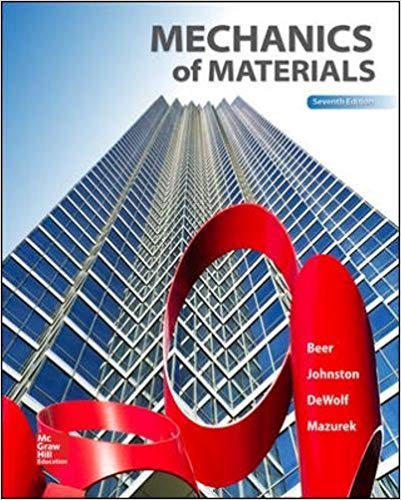 MECHANICS
of MATERIALS
Seventh Edition
Beer
Johnston
DeWolf
Mazurek
Mc
Graw
Hill
Education